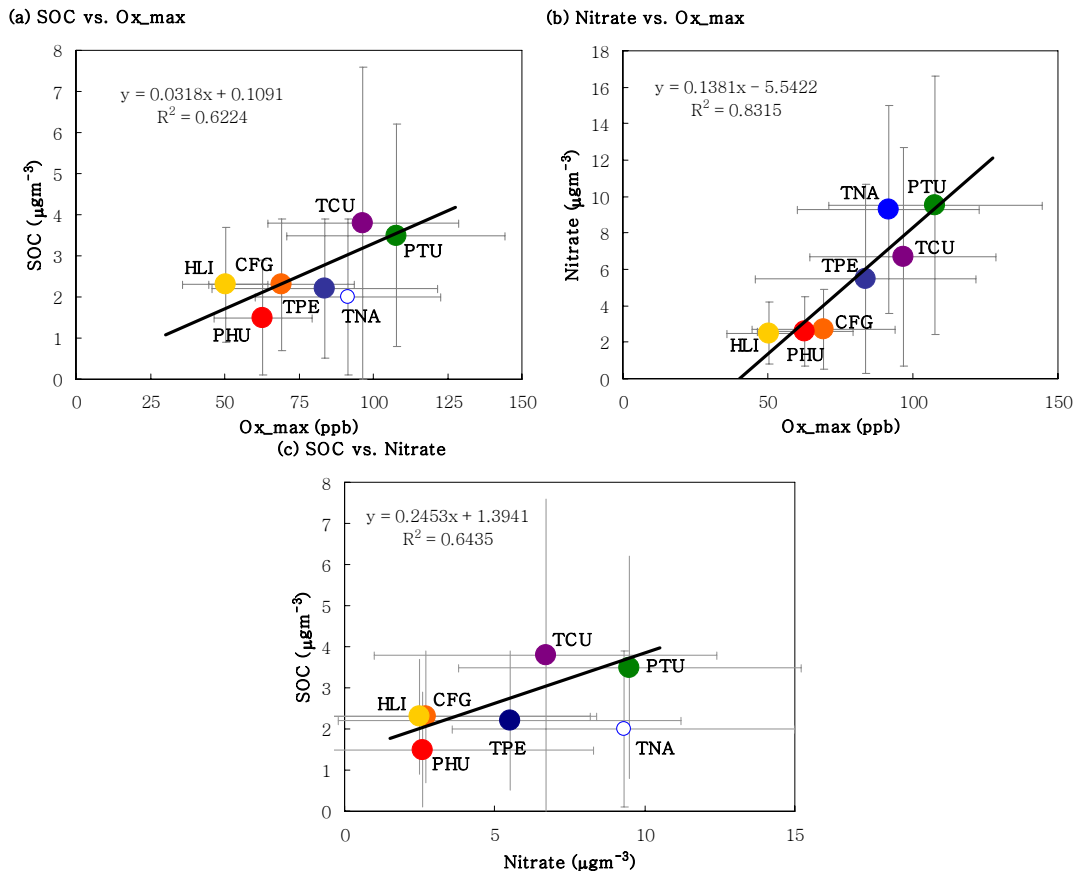 (a) SOC vs. Ox_max
y = 0.0318x + 0.1091
R² = 0.6224
SOC (μgm⁻³)
8
7
6
5
4
3
2
1
0
TCU
PTU
HLI
CFG
TPE
TNA
PHU
0 25 50 75 100 125 150
Ox_max (ppb)
(b) Nitrate vs. Ox_max
y = 0.1381x − 5.5422
R² = 0.8315
Nitrate (μgm⁻³)
18
16
14
12
10
8
6
4
2
0
TNA
PTU
TCU
TPE
CFG
HLI
PHU
0 50 100 150
Ox_max (ppb)
(c) SOC vs. Nitrate
y = 0.2453x + 1.3941
R² = 0.6435
SOC (μgm⁻³)
8
7
6
5
4
3
2
1
0
TCU
PTU
HLI
CFG
TPE
TNA
PHU
0 5 10 15
Nitrate (μgm⁻³)